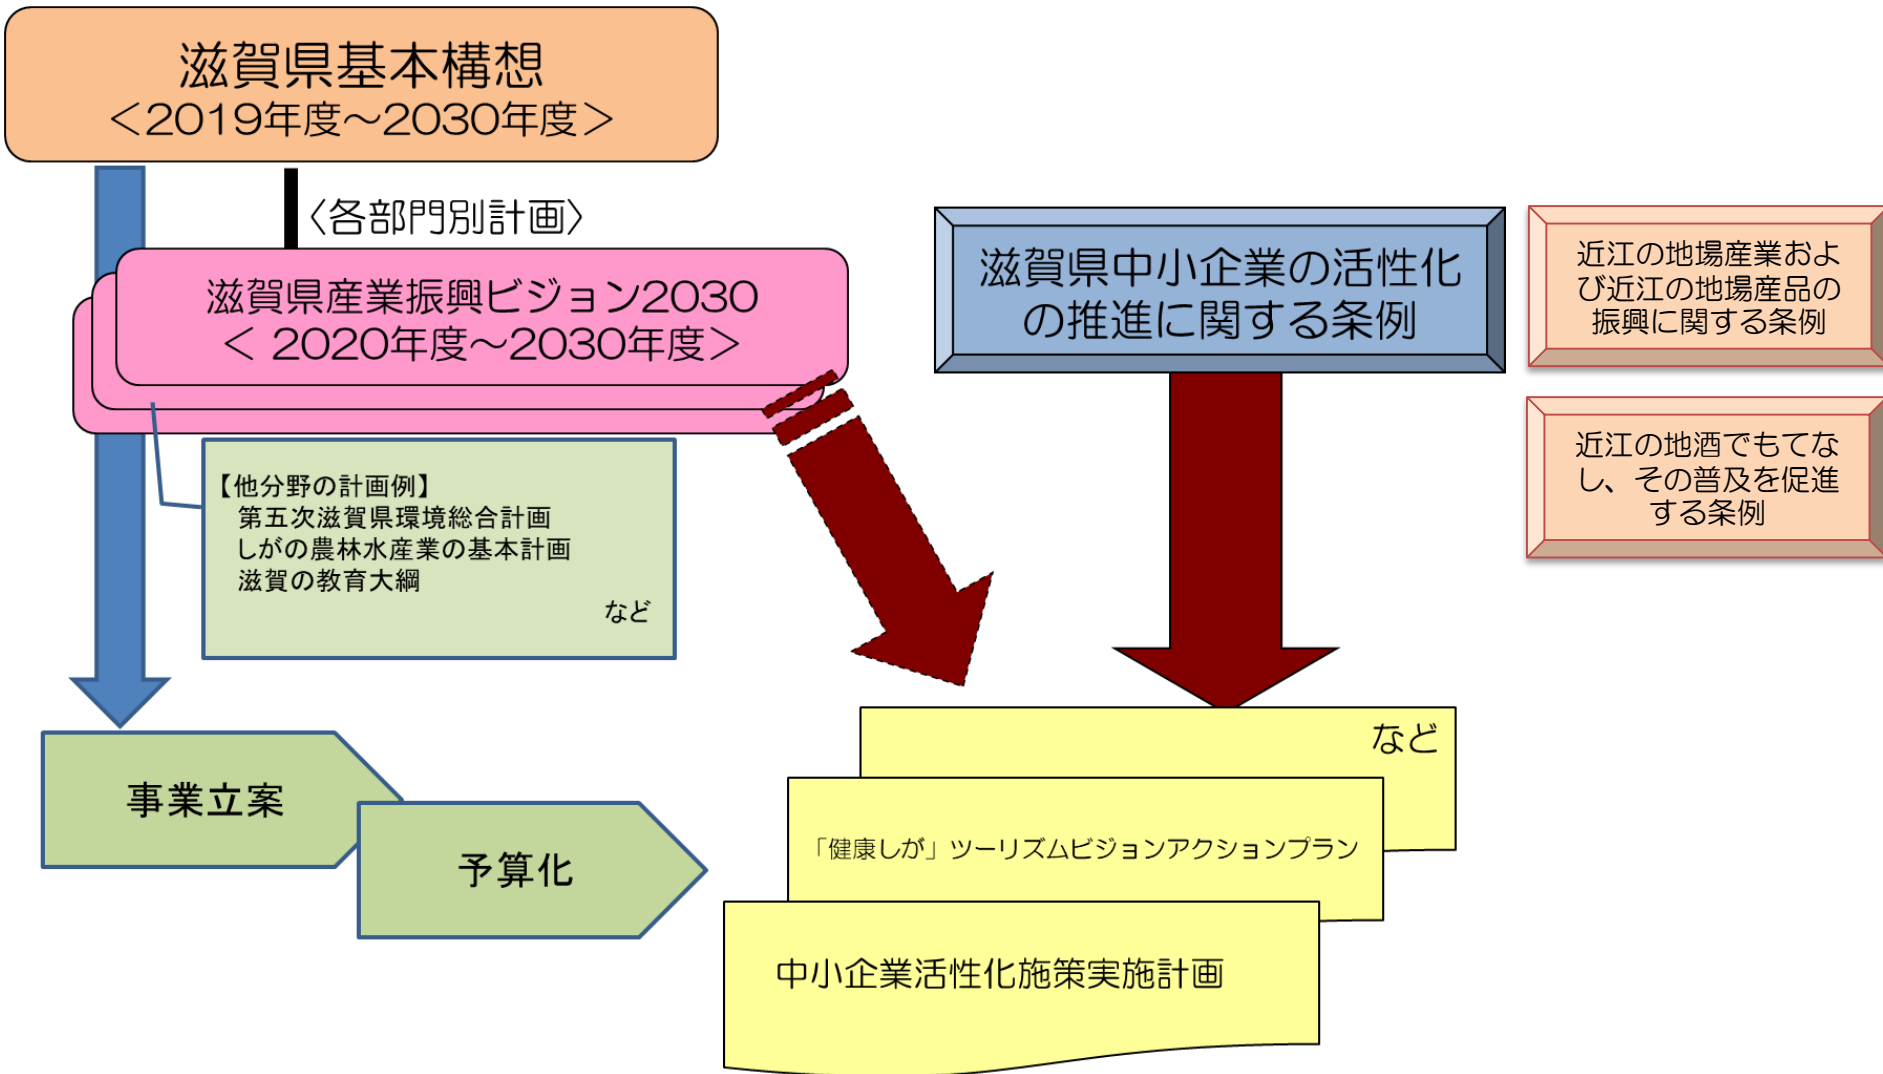 滋賀県基本構想
＜2019年度～2030年度＞
〈各部門別計画〉
滋賀県産業振興ビジョン2030
＜ 2020年度～2030年度＞
【他分野の計画例】
第五次滋賀県環境総合計画
しがの農林水産業の基本計画
滋賀の教育大綱
など
事業立案
予算化
滋賀県中小企業の活性化
の推進に関する条例
近江の地場産業およ
び近江の地場産品の
振興に関する条例
近江の地酒でもてな
し、その普及を促進
する条例
など
「健康しが」ツーリズムビジョンアクションプラン
中小企業活性化施策実施計画